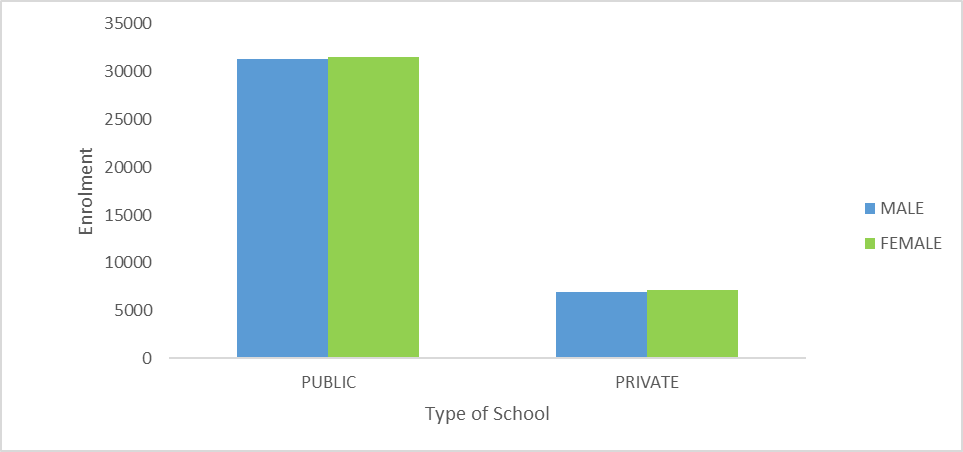 35000
30000
25000
20000
15000
10000
5000
0
Enrolment
PUBLIC
PRIVATE
Type of School
MALE
FEMALE